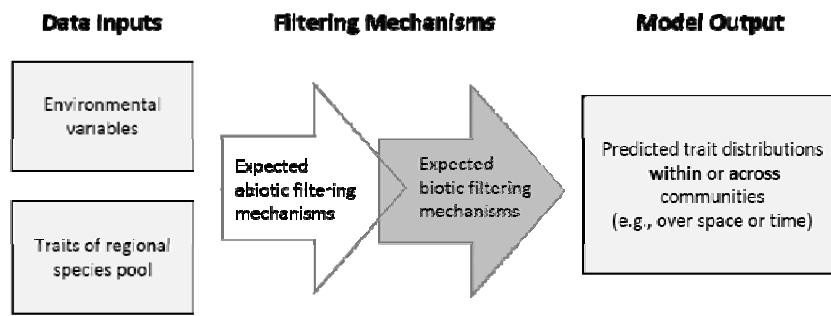 Data Inputs
Filtering Mechanisms
Model Output
Environmental
variables
Traits of regional
species pool
Expected
abiotic filtering
mechanisms
Expected
biotic filtering
mechanisms
Predicted trait distributions
within or across
communities
(e.g., over space or time)